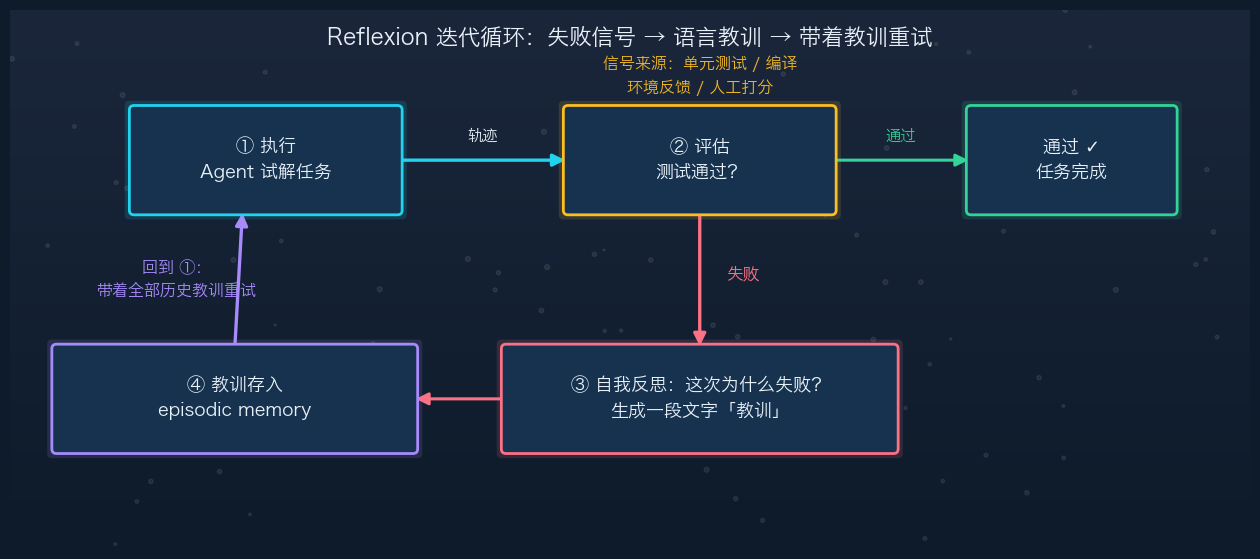 Reflexion 迭代循环：失败信号 → 语言教训 → 带着教训重试
信号来源：单元测试 / 编译
环境反馈 / 人工打分
① 执行
Agent 试解任务
轨迹
② 评估
测试通过？
通过
通过 ✓
任务完成
失败
回到 ①：
带着全部历史教训重试
④ 教训存入
episodic memory
③ 自我反思：这次为什么失败？
生成一段文字「教训」